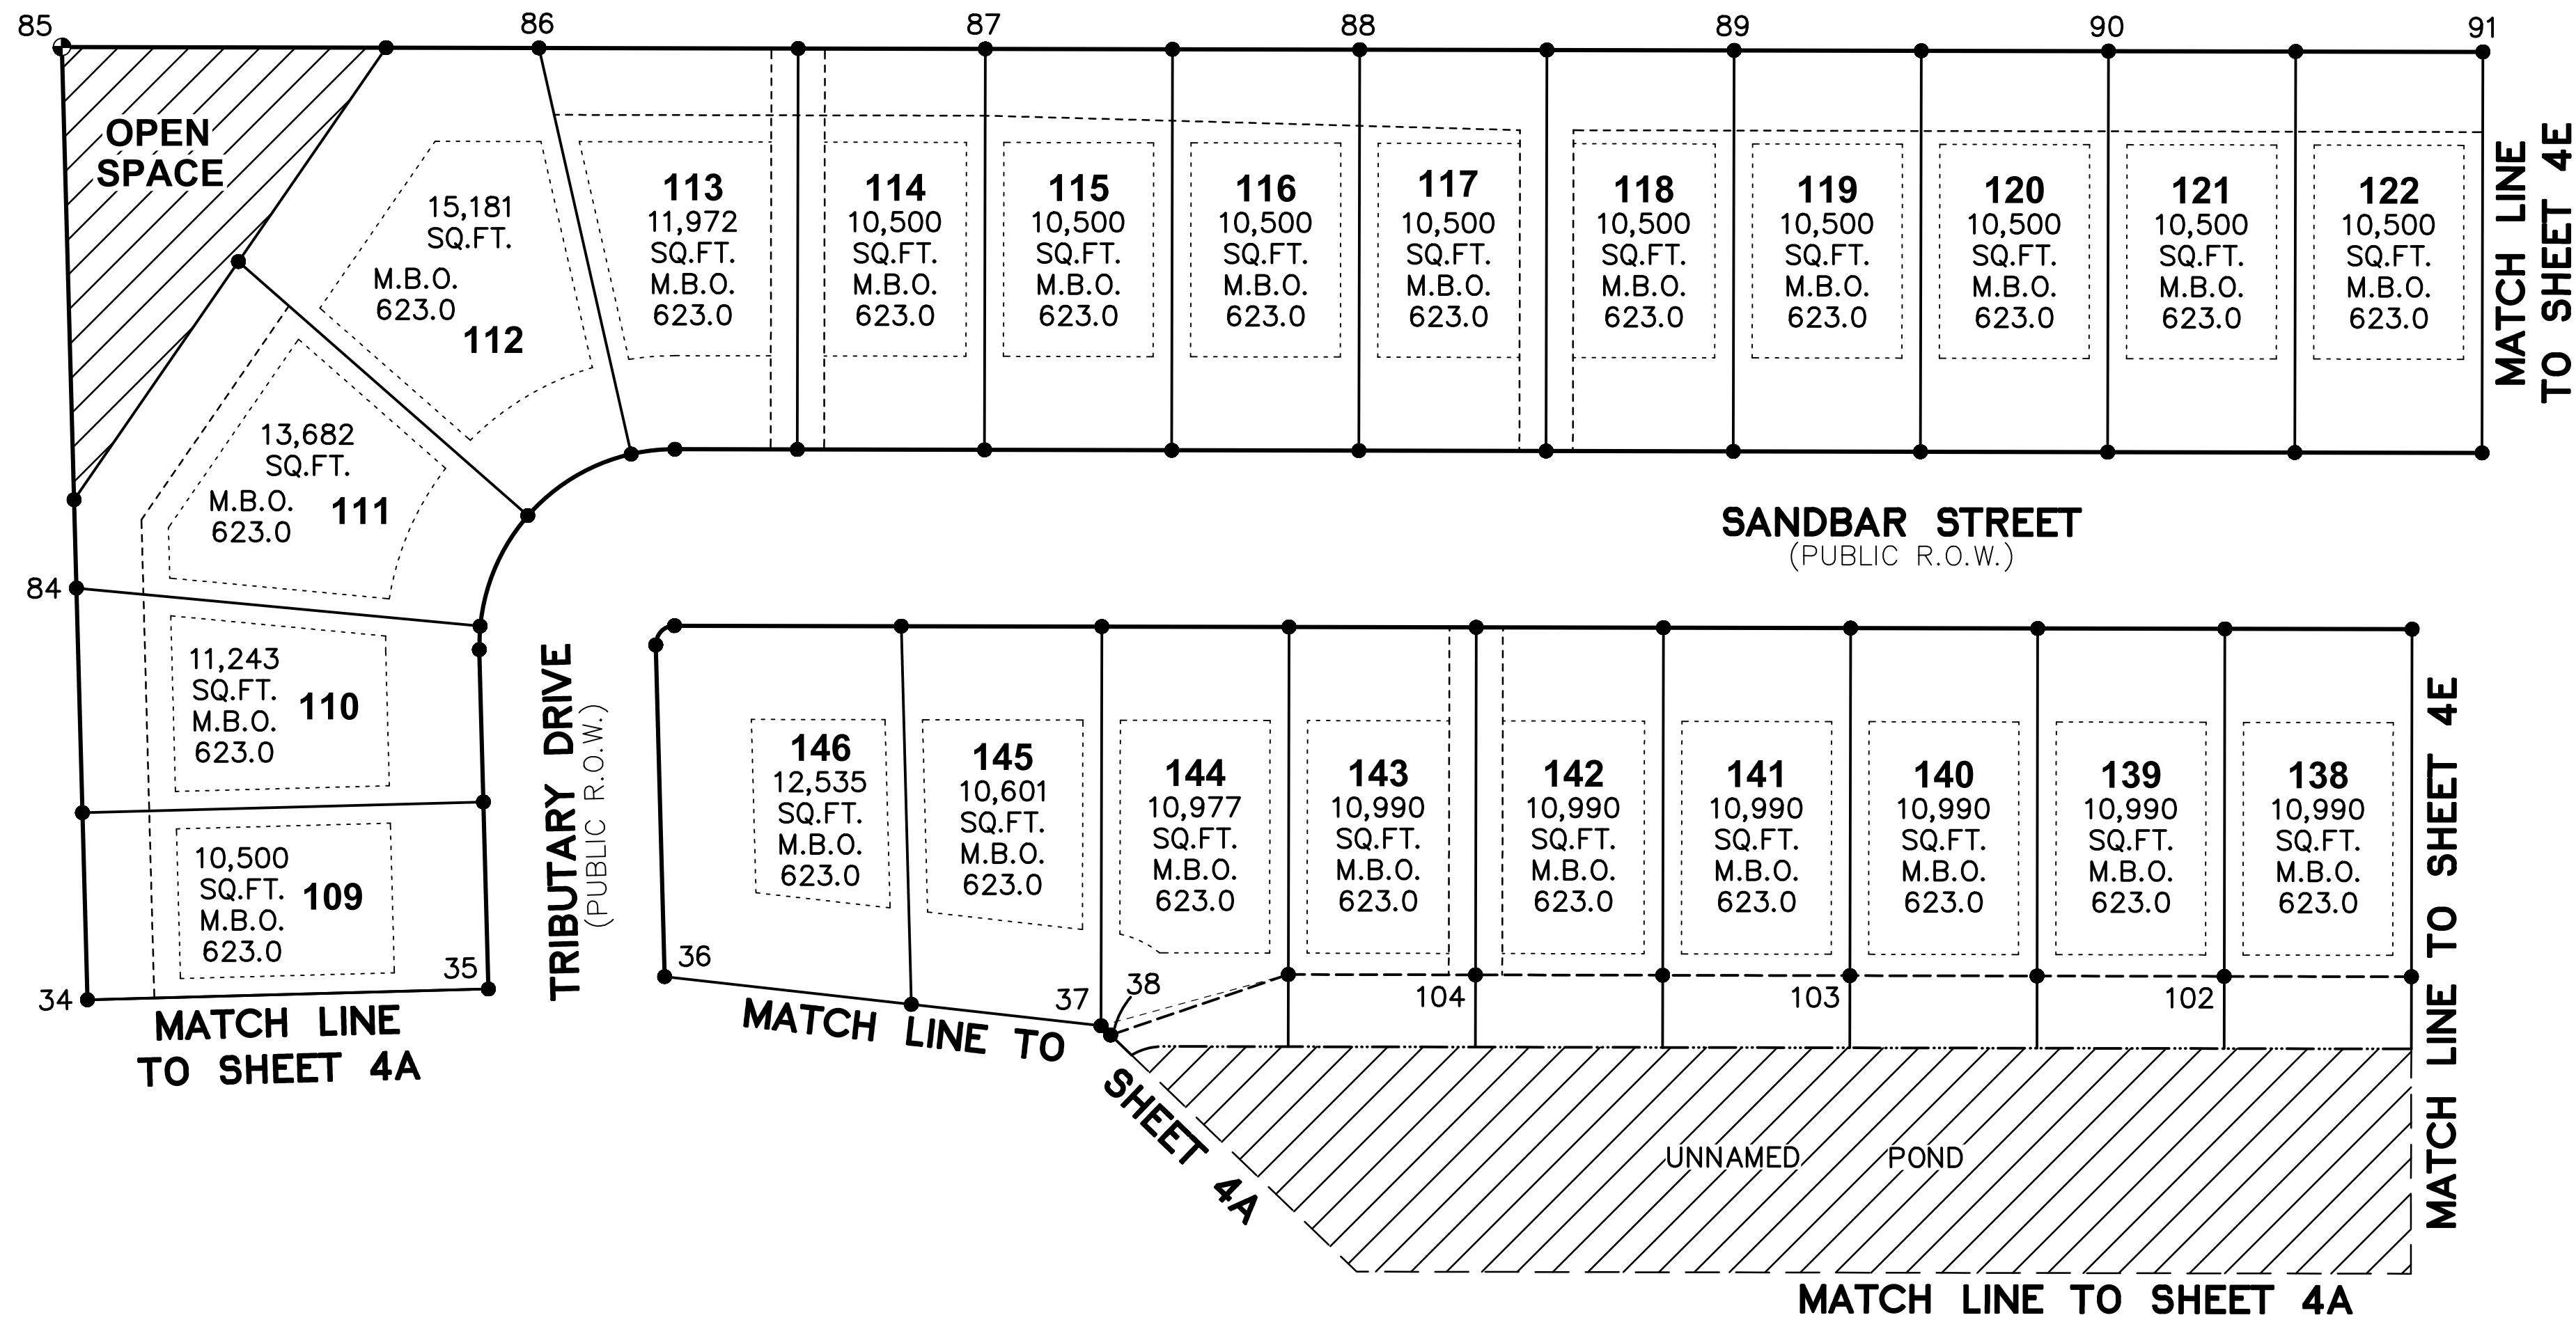 85
86
87
88
89
90
91
OPEN
SPACE
15,181
SQ.FT.
M.B.O.
623.0
112
113
11,972
SQ.FT.
M.B.O.
623.0
114
10,500
SQ.FT.
M.B.O.
623.0
115
10,500
SQ.FT.
M.B.O.
623.0
116
10,500
SQ.FT.
M.B.O.
623.0
117
10,500
SQ.FT.
M.B.O.
623.0
118
10,500
SQ.FT.
M.B.O.
623.0
119
10,500
SQ.FT.
M.B.O.
623.0
120
10,500
SQ.FT.
M.B.O.
623.0
121
10,500
SQ.FT.
M.B.O.
623.0
122
10,500
SQ.FT.
M.B.O.
623.0
MATCH LINE
TO SHEET 4E
13,682
SQ.FT.
M.B.O.
623.0
111
SANDBAR STREET
(PUBLIC R.O.W.)
84
11,243
SQ.FT.
M.B.O.
623.0
110
10,500
SQ.FT.
M.B.O.
623.0
109
34
35
MATCH LINE
TO SHEET 4A
TRIBUTARY DRIVE
(PUBLIC R.O.W.)
146
12,535
SQ.FT.
M.B.O.
623.0
145
10,601
SQ.FT.
M.B.O.
623.0
144
10,977
SQ.FT.
M.B.O.
623.0
143
10,990
SQ.FT.
M.B.O.
623.0
142
10,990
SQ.FT.
M.B.O.
623.0
141
10,990
SQ.FT.
M.B.O.
623.0
140
10,990
SQ.FT.
M.B.O.
623.0
139
10,990
SQ.FT.
M.B.O.
623.0
138
10,990
SQ.FT.
M.B.O.
623.0
36
37
38
104
103
102
MATCH LINE TO SHEET 4A
MATCH LINE TO SHEET 4E
UNNAMED POND
MATCH LINE TO SHEET 4A